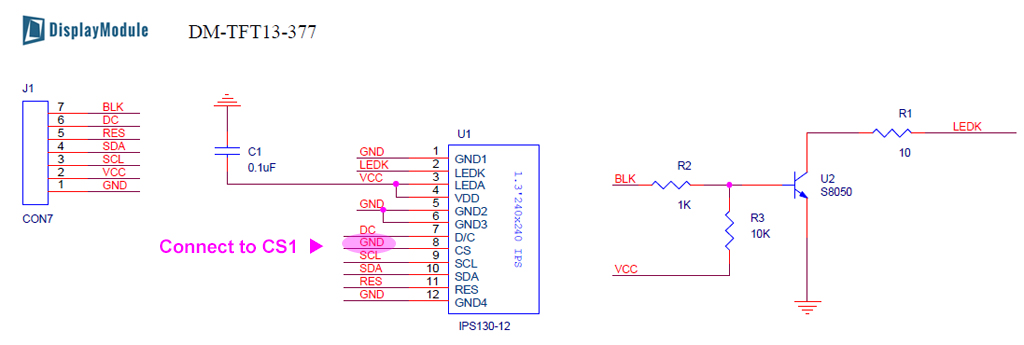 DisplayModule DM-TFT13-377
J1
7 BLK
6 DC
5 RES
4 SDA
3 SCL
2 VCC
1 GND
CON7
C1
0.1uF
U1
GND 1 GND1
LEDK 2 LEDK
VCC 3 LEDA
4 VDD
GND 5 GND2
6 GND3
DC 7 D/C
GND 8 CS
SCL 9 SCL
SDA 10 SDA
RES 11 RES
GND 12 GND4
1.3'240x240 IPS
IPS130-12
Connect to CS1
R1
10
LEDK
BLK
R2
1K
U2
S8050
R3
10K
VCC